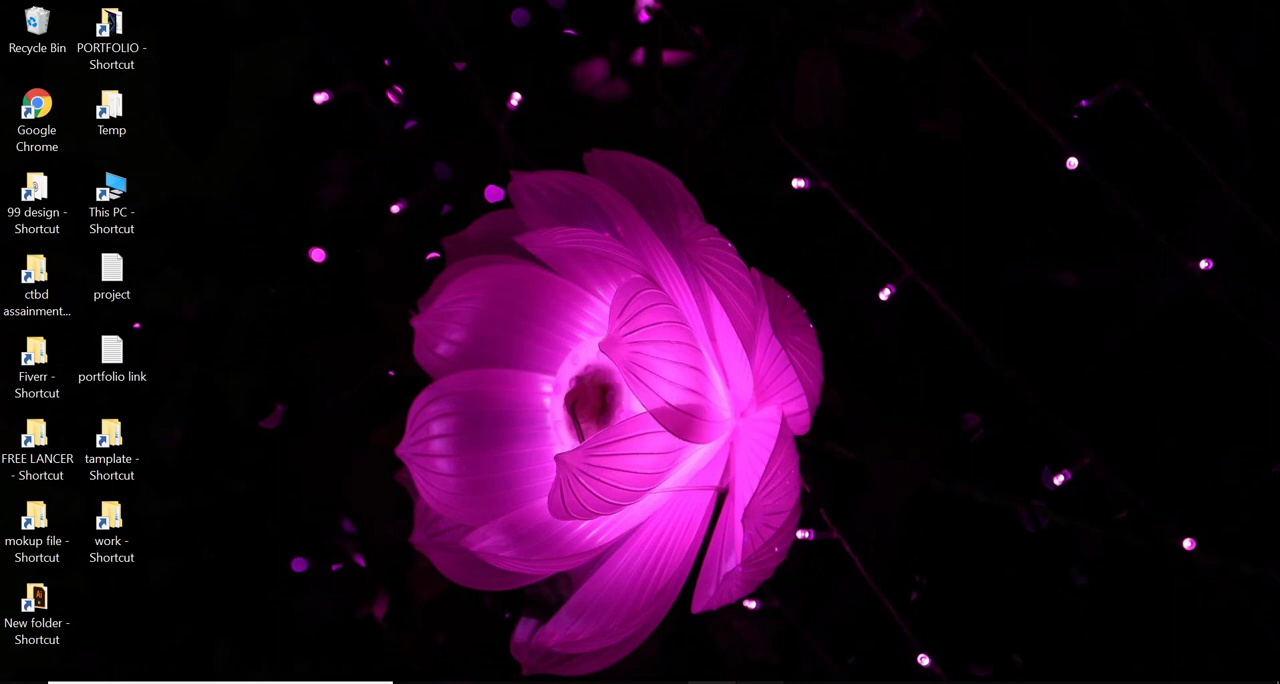 Recycle Bin
PORTFOLIO -
Shortcut
Google
Chrome
Temp
99 design -
Shortcut
This PC -
Shortcut
ctbd
assainment...
project
Fiverr -
Shortcut
portfolio link
FREE LANCER
- Shortcut
tamplate -
Shortcut
mokup file -
Shortcut
work -
Shortcut
Ai
New folder -
Shortcut